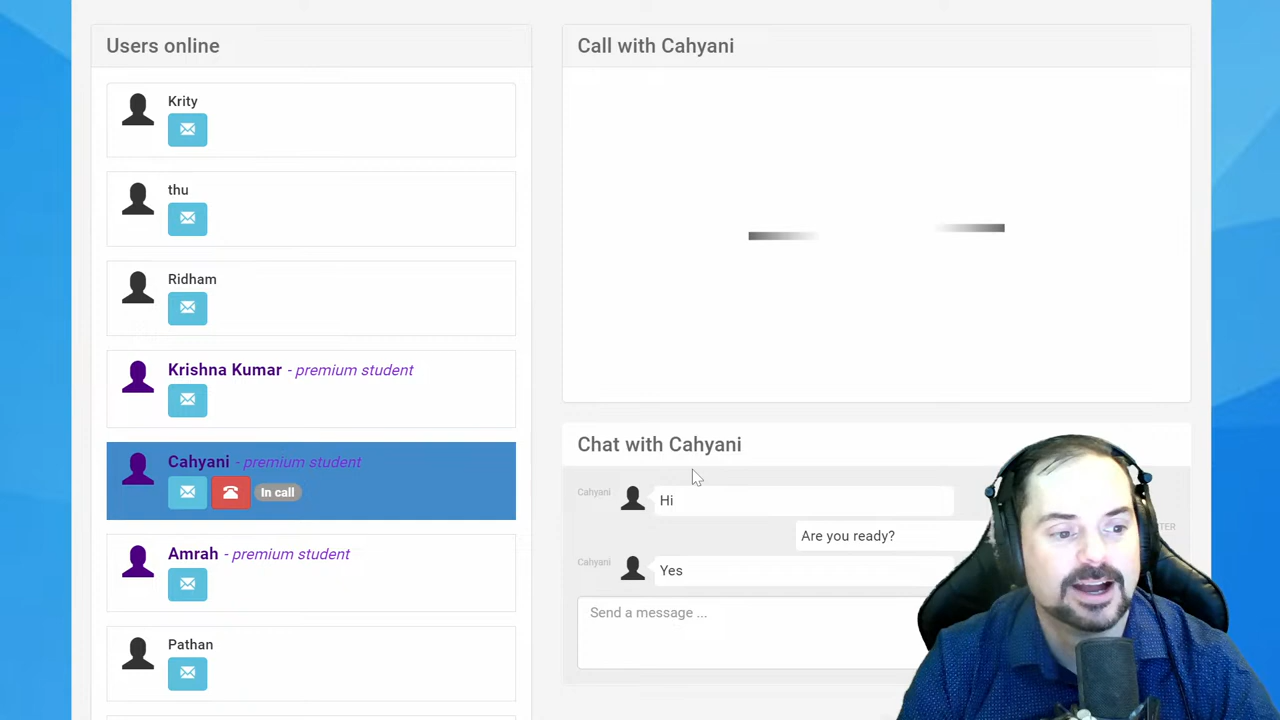 Users online
Krity
thu
Ridham
Krishna Kumar - premium student
Cahyani - premium student
In call
Amrah - premium student
Pathan
Call with Cahyani
Chat with Cahyani
Cahyani
Hi
Are you ready?
Cahyani
Yes
Send a message ...